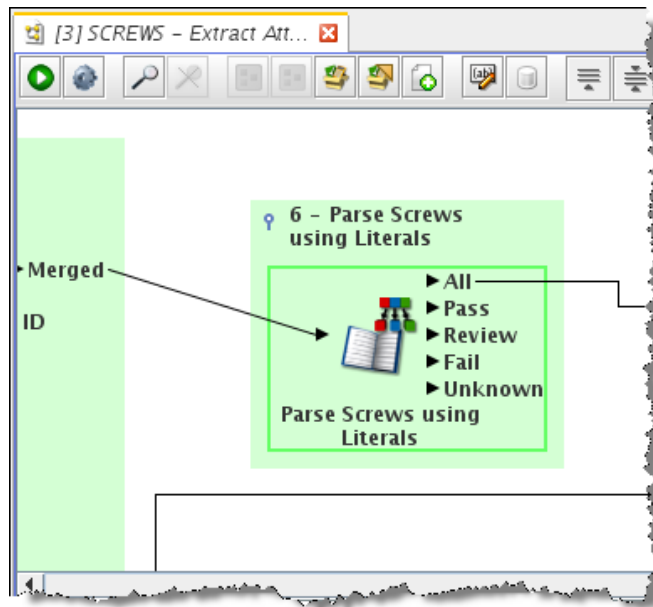 [3] SCREWS – Extract Att...
[ab]
6 – Parse Screws
using Literals
Merged
ID
All
Pass
Review
Fail
Unknown
Parse Screws using
Literals